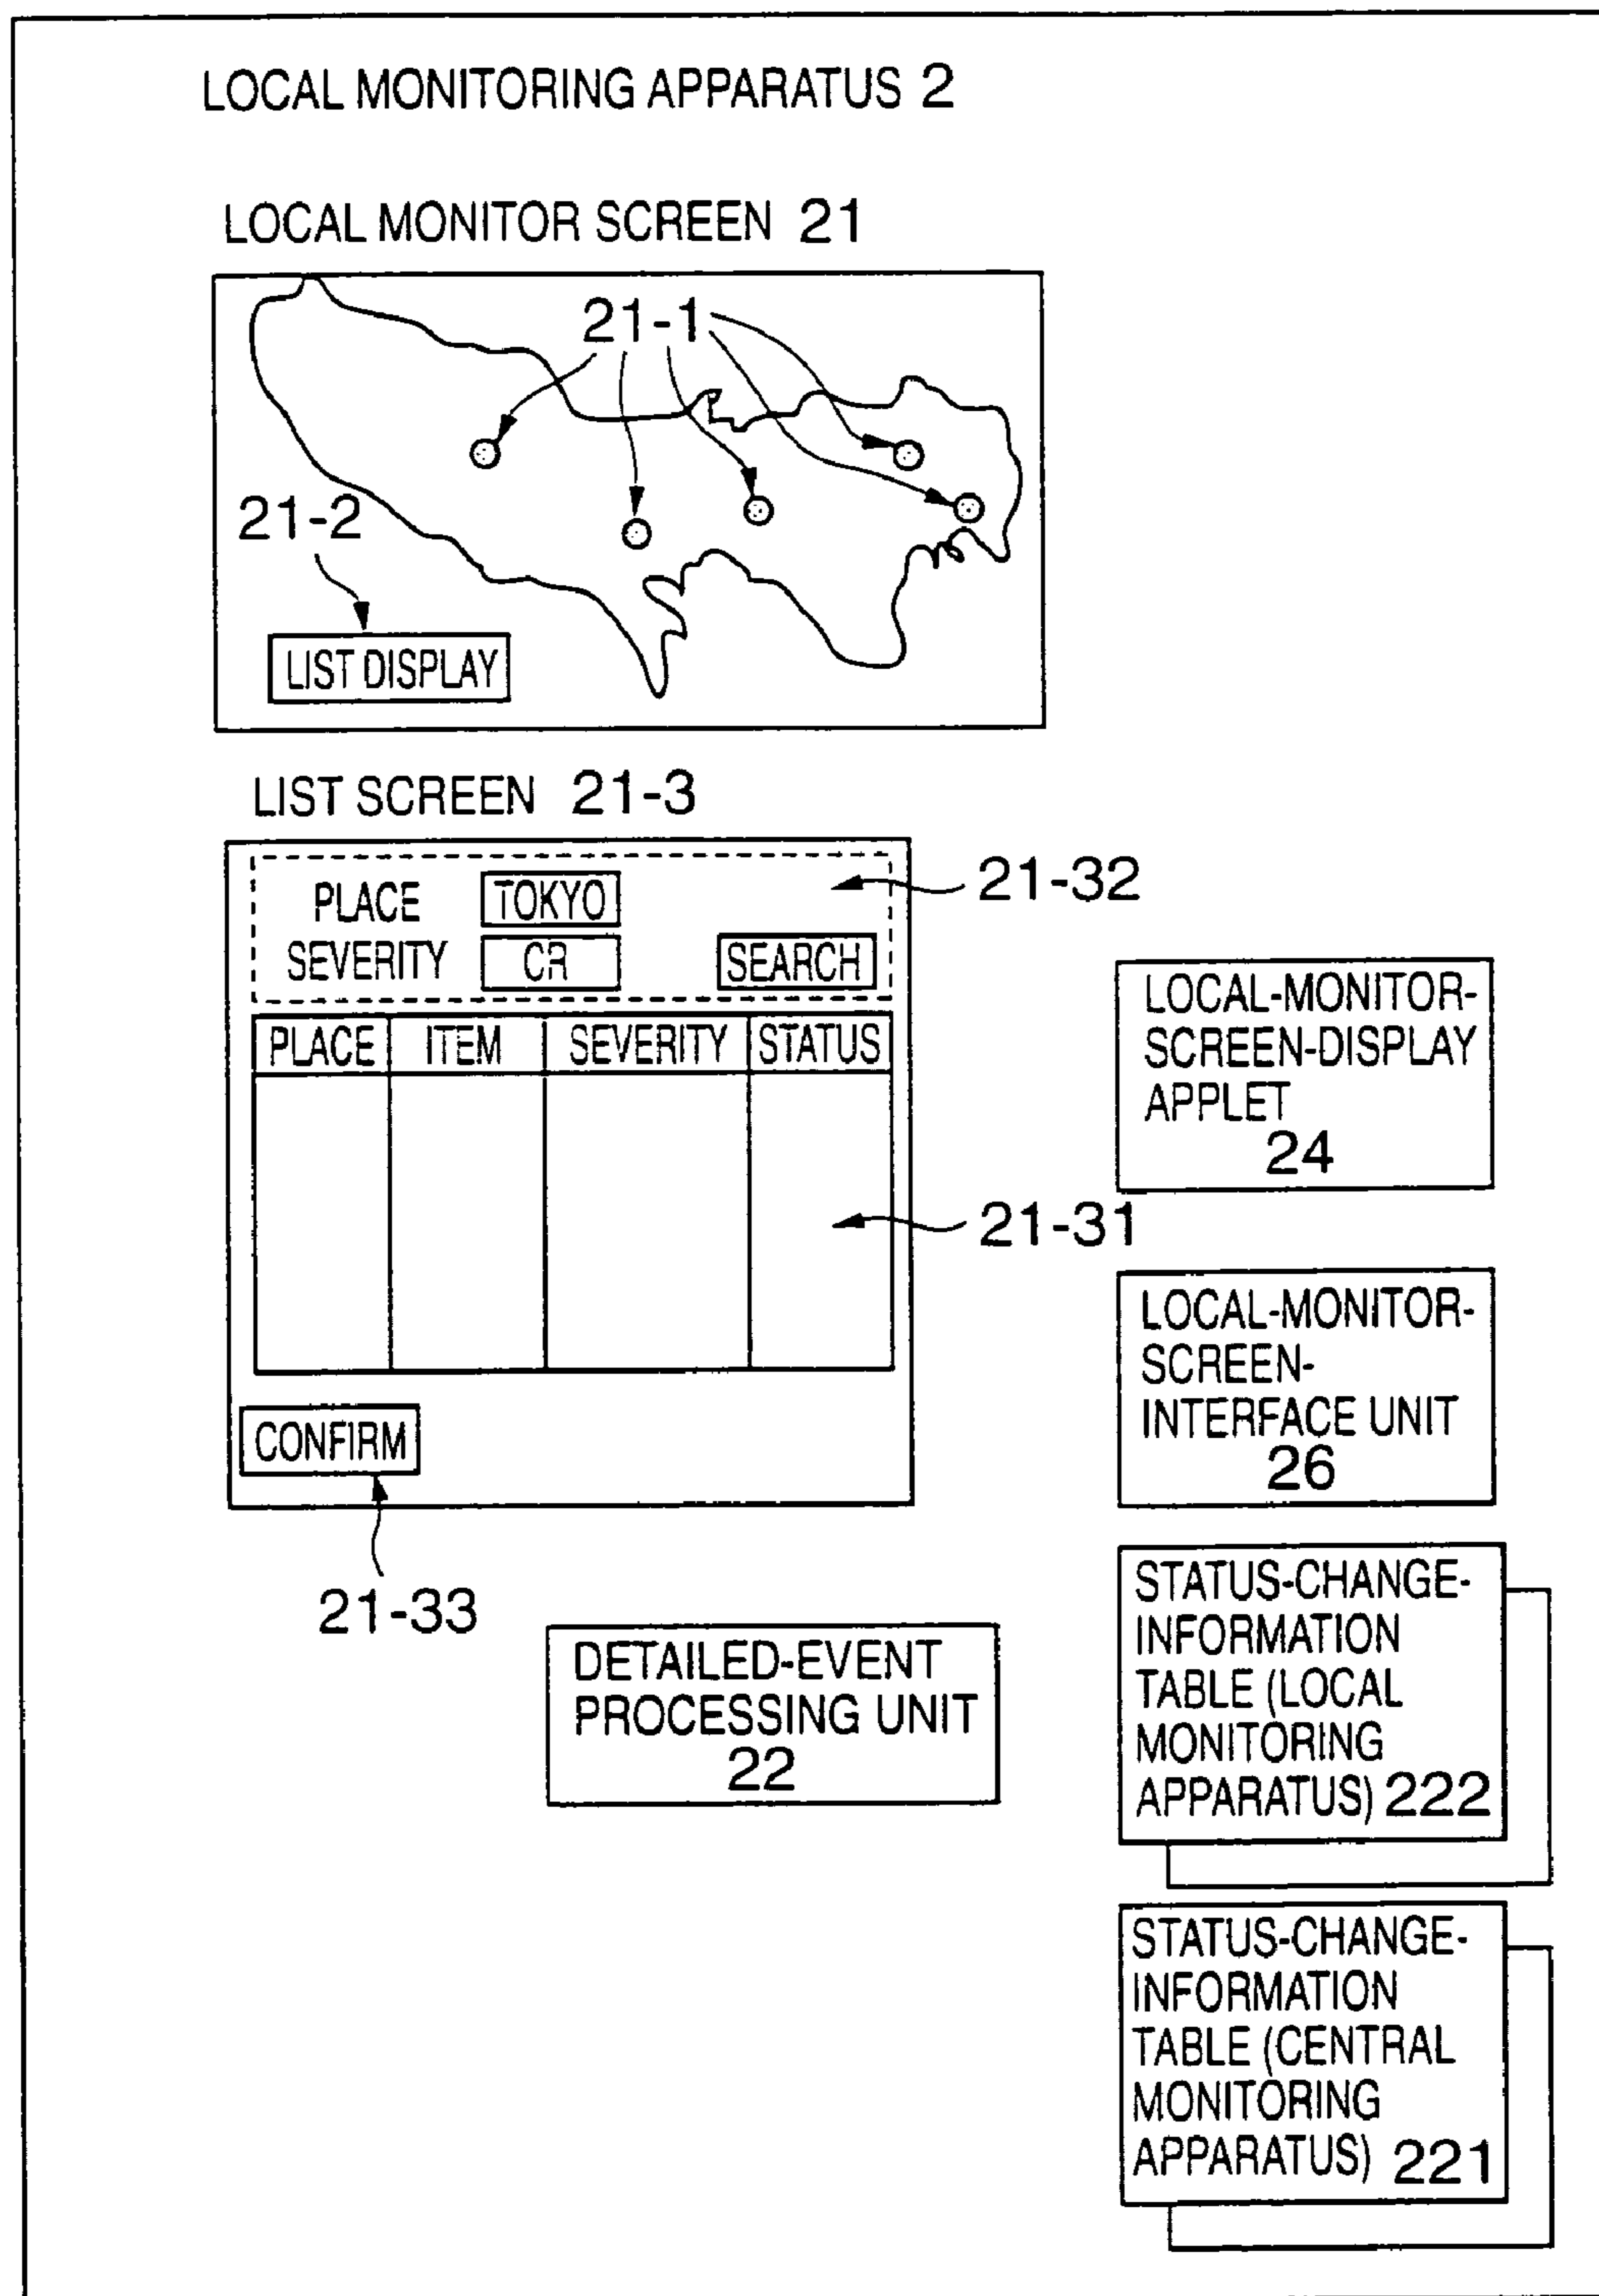 LOCAL MONITORING APPARATUS 2
LOCAL MONITOR SCREEN 21
21-1
21-2
LIST DISPLAY
LIST SCREEN 21-3
PLACE TOKYO
21-32
SEVERITY CR SEARCH
PLACE ITEM SEVERITY STATUS
21-31
CONFIRM
21-33
LOCAL-MONITOR-
SCREEN-DISPLAY
APPLET
24
LOCAL-MONITOR-
SCREEN-
INTERFACE UNIT
26
DETAILED-EVENT
PROCESSING UNIT
22
STATUS-CHANGE-
INFORMATION
TABLE (LOCAL
MONITORING
APPARATUS) 222
STATUS-CHANGE-
INFORMATION
TABLE (CENTRAL
MONITORING
APPARATUS) 221